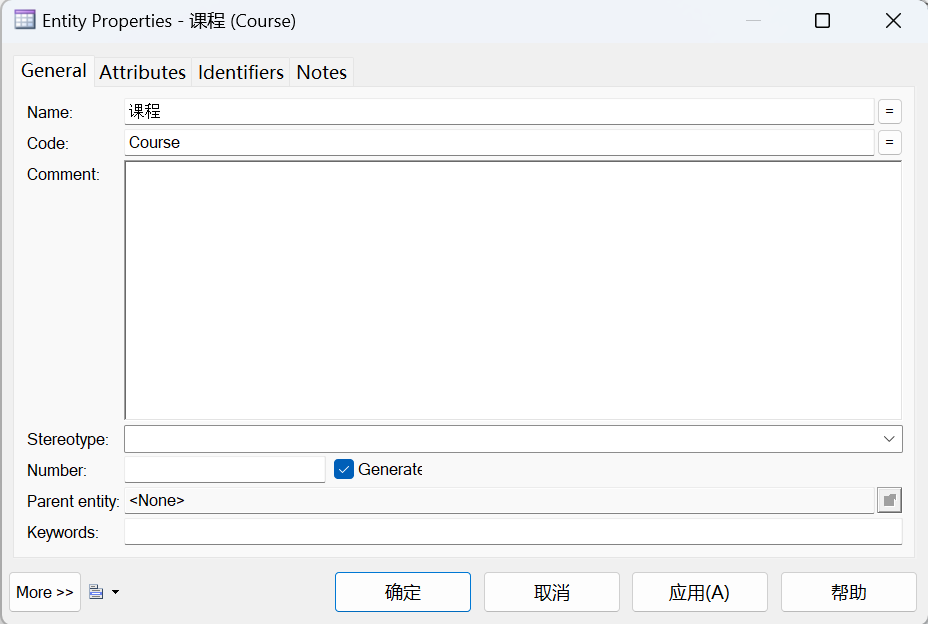 Entity Properties - 课程 (Course)
General Attributes Identifiers Notes
Name: 课程 =
Code: Course =
Comment:
Stereotype:
Number: Generate
Parent entity: <None>
Keywords:
More >> 确定 取消 应用(A) 帮助